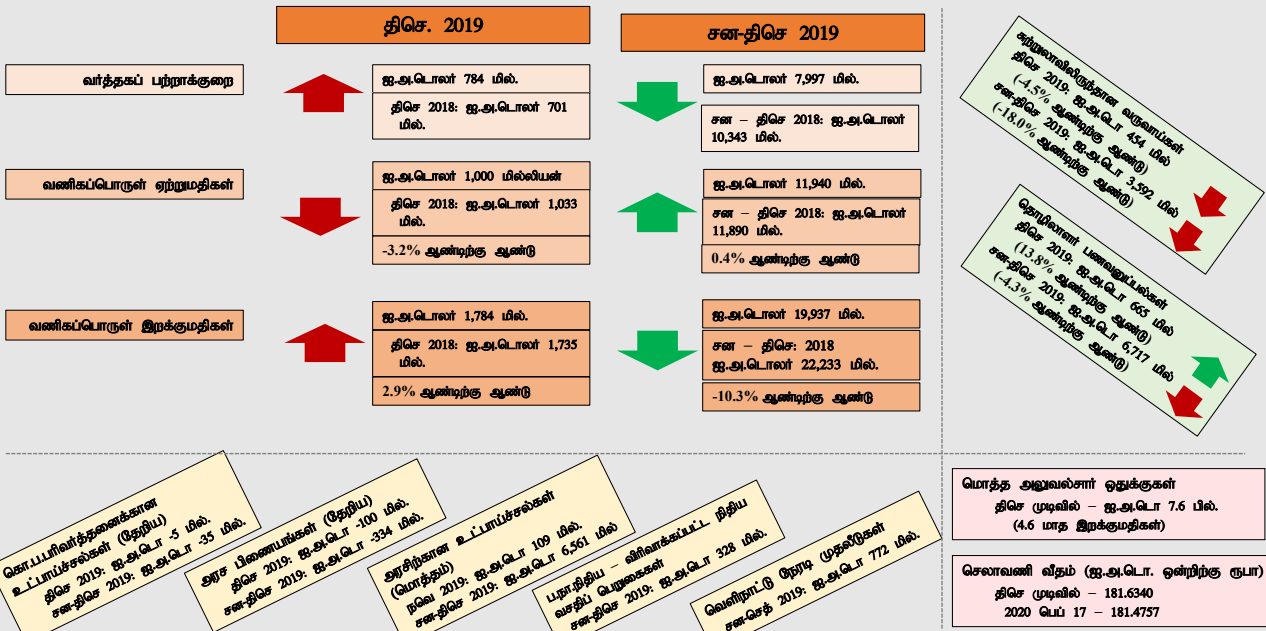 திசெ. 2019
சன-திசெ 2019
வர்த்தகப் பற்றாக்குறை
ஐ.அ.டொலர் 784 மில்.
திசெ 2018: ஐ.அ.டொலர் 701
மில்.
ஐ.அ.டொலர் 7,997 மில்.
சன – திசெ 2018: ஐ.அ.டொலர்
10,343 மில்.
வணிகப்பொருள் ஏற்றுமதிகள்
ஐ.அ.டொலர் 1,000 மில்லியன்
திசெ 2018: ஐ.அ.டொலர் 1,033
மில்.
-3.2% ஆண்டிற்கு ஆண்டு
ஐ.அ.டொலர் 11,940 மில்.
சன – திசெ 2018: ஐ.அ.டொலர்
11,890 மில்.
0.4% ஆண்டிற்கு ஆண்டு
வணிகப்பொருள் இறக்குமதிகள்
ஐ.அ.டொலர் 1,784 மில்.
திசெ 2018: ஐ.அ.டொலர் 1,735
மில்.
2.9% ஆண்டிற்கு ஆண்டு
ஐ.அ.டொலர் 19,937 மில்.
சன – திசெ: 2018
ஐ.அ.டொலர் 22,233 மில்.
-10.3% ஆண்டிற்கு ஆண்டு
சுற்றுலாவிலிருந்தான வருவாய்கள்
திசெ 2019: ஐ.அ.டொ 454 மில்
(-4.5% ஆண்டிற்கு ஆண்டு)
சன-திசெ 2019: ஐ.அ.டொ 3,592 மில்
(-18.0% ஆண்டிற்கு ஆண்டு)
தொழிலாளர் பணவனுப்பல்கள்
திசெ 2019: ஐ.அ.டொ 665 மில்
(13.8% ஆண்டிற்கு ஆண்டு)
சன-திசெ 2019: ஐ.அ.டொ 6,717 மில்
(-4.3% ஆண்டிற்கு ஆண்டு)
கொ.ப.பரிவர்த்தனைக்கான
உட்பாய்ச்சல்கள் (தேறிய)
திசெ 2019: ஐ.அ.டொ -5 மில்.
சன-திசெ 2019: ஐ.அ.டொ -35 மில்.
அரச பிணையங்கள் (தேறிய)
திசெ 2019: ஐ.அ.டொ -100 மில்.
சன-திசெ 2019: ஐ.அ.டொ -334 மில்.
அரசிற்கான உட்பாய்ச்சல்கள்
(மொத்தம்)
நவெ 2019: ஐ.அ.டொ 109 மில்.
சன-திசெ 2019: ஐ.அ.டொ 6,561 மில்
ப.நா.நிதிய – விரிவாக்கப்பட்ட நிதிய
வசதிப் பெறுகைகள்
சன-திசெ 2019: ஐ.அ.டொ 328 மில்.
வெளிநாட்டு நேரடி முதலீடுகள்
சன-செத் 2019: ஐ.அ.டொ 772 மில்.
மொத்த அலுவல்சார் ஒதுக்குகள்
திசெ முடிவில் – ஐ.அ.டொ 7.6 பில்.
(4.6 மாத இறக்குமதிகள்)
செலாவணி வீதம் (ஐ.அ.டொ. ஒன்றிற்கு ரூபா)
திசெ முடிவில் – 181.6340
2020 பெப் 17 – 181.4757